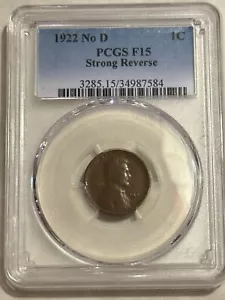 1922 No D 1C
PCGS F15
Strong Reverse
3285.15/34987584